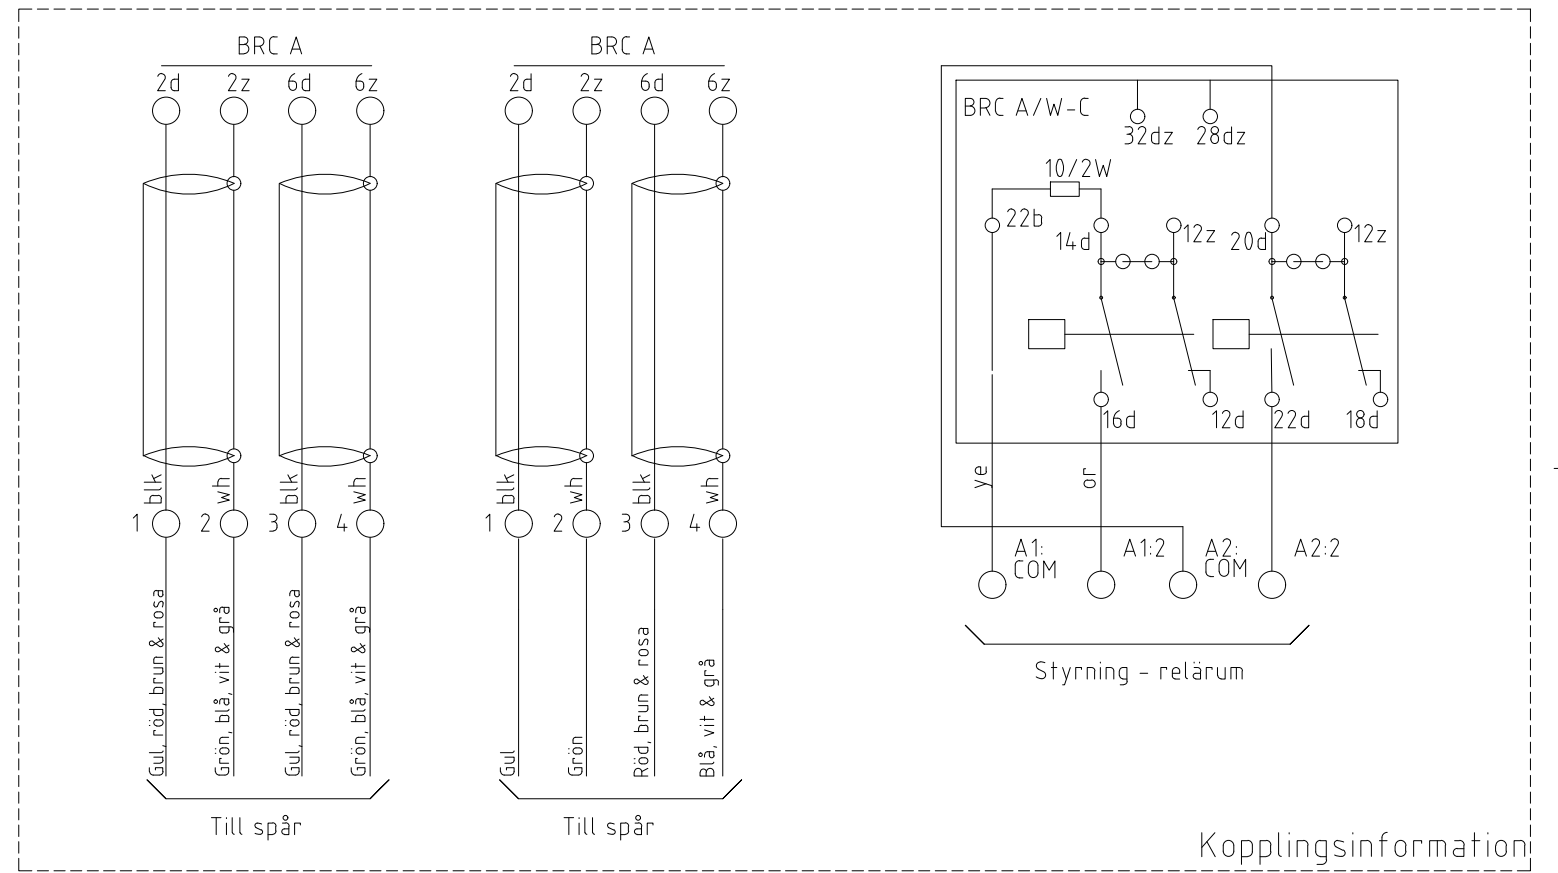 BRC A
2d 2z 6d 6z
blk wh blk wh
1 2 3 4
Gul, röd, brun & rosa
Grön, blå, vit & grå
Gul, röd, brun & rosa
Grön, blå, vit & grå
Till spår
BRC A
2d 2z 6d 6z
blk wh blk wh
1 2 3 4
Gul
Grön
Röd, brun & rosa
Blå, vit & grå
Till spår
BRC A/W-C
32dz 28dz
10/2W
22b 14d 12z 20d 12z
16d 12d 22d 18d
ye or
A1:
COM
A1:2
A2:
COM
A2:2
Styrning - relärum
Kopplingsinformation